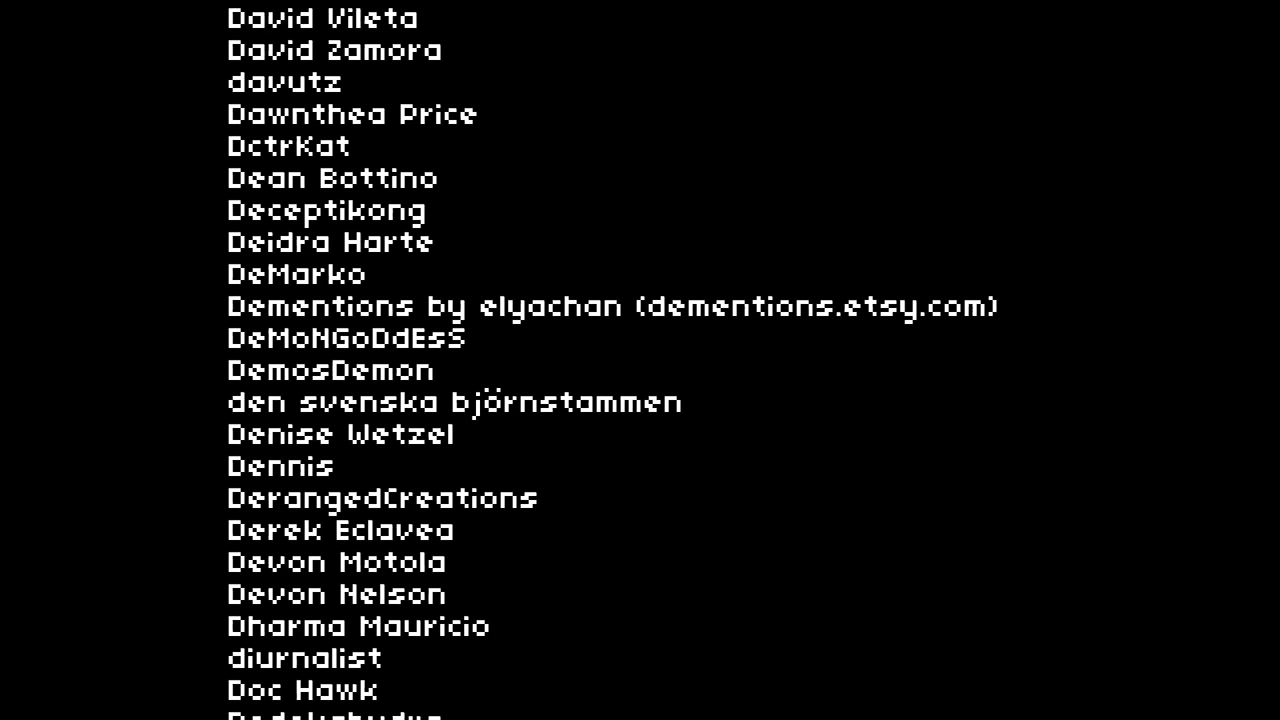 David Vileta
David Zamora
davutz
Dawnthea Price
DctrKat
Dean Bottino
Deceptikong
Deidra Harte
DeMarko
Dementions by elyachan (dementions.etsy.com)
DeMoNGoDdEsS
DemosDemon
den svenska björnstammen
Denise Wetzel
Dennis
DerangedCreations
Derek Eclavea
Devon Motola
Devon Nelson
Dharma Mauricio
diurnalist
Doc Hawk